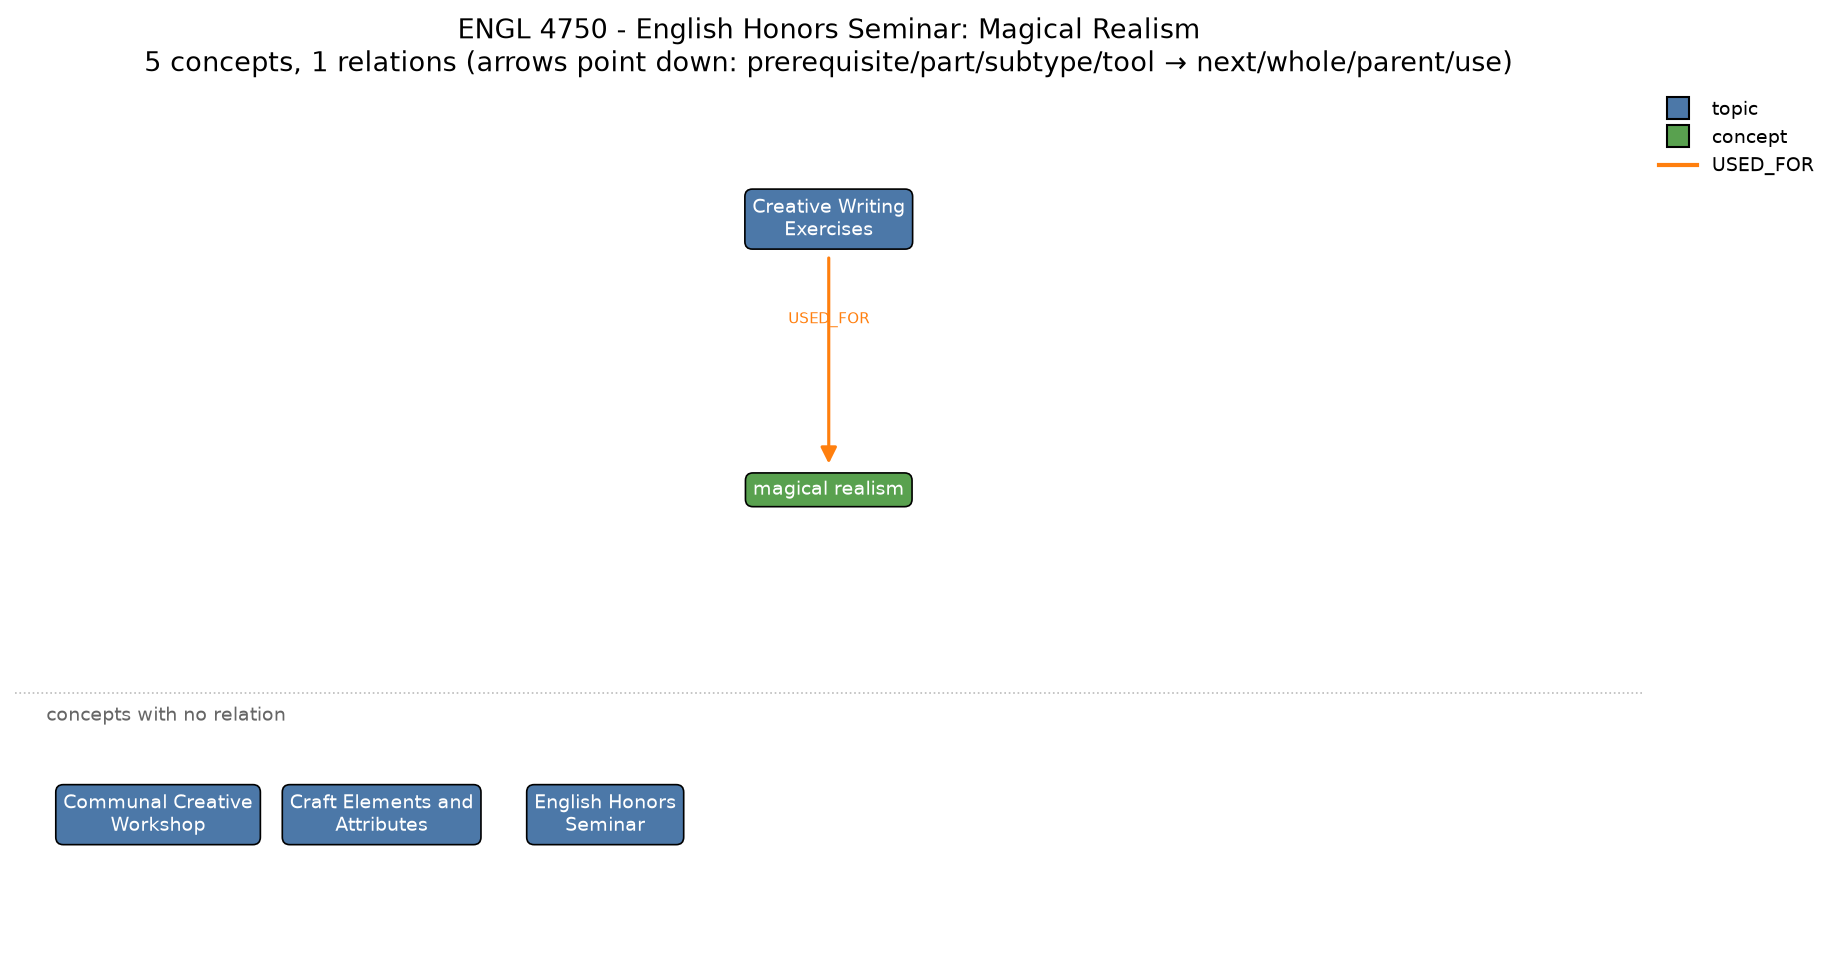 ENGL 4750 - English Honors Seminar: Magical Realism
5 concepts, 1 relations (arrows point down: prerequisite/part/subtype/tool → next/whole/parent/use)
topic
concept
USED_FOR
Creative Writing
Exercises
USED_FOR
magical realism
concepts with no relation
Communal Creative
Workshop
Craft Elements and
Attributes
English Honors
Seminar